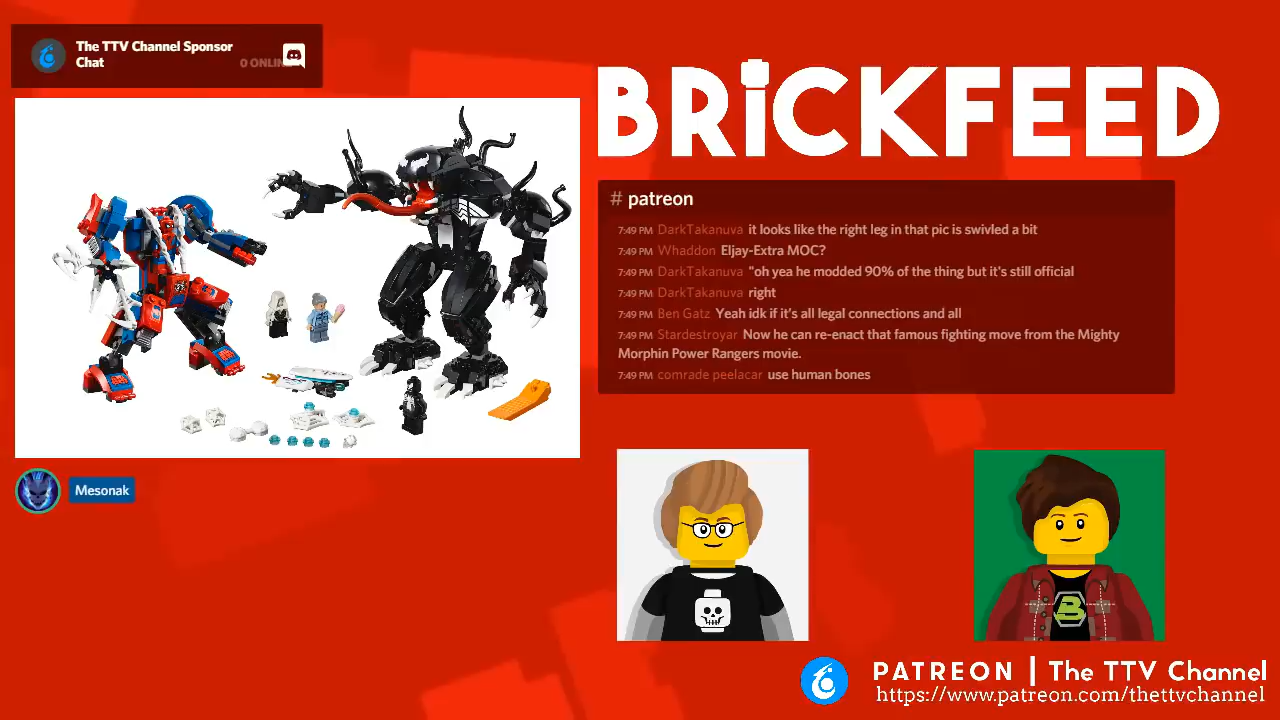 The TTV Channel Sponsor
Chat
0 ONLIN
BRiCKFEED
# patreon
7:49 PM DarkTakanuva it looks like the right leg in that pic is swivled a bit
7:49 PM Whaddon Eljay-Extra MOC?
7:49 PM DarkTakanuva "oh yea he modded 90% of the thing but it's still official
7:49 PM DarkTakanuva right
7:49 PM Ben Gatz Yeah idk if it's all legal connections and all
7:49 PM Stardestroyar Now he can re-enact that famous fighting move from the Mighty
Morphin Power Rangers movie.
7:49 PM comrade peelacar use human bones
Mesonak
B
PATREON | The TTV Channel
https://www.patreon.com/thettvchannel